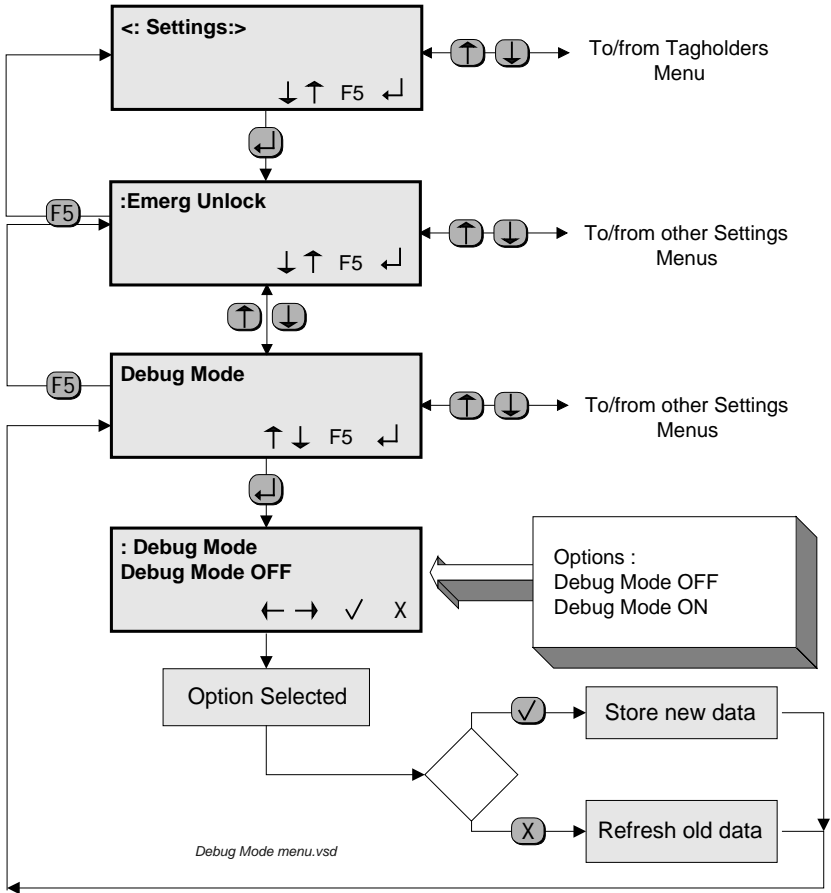 <: Settings:>
↓ ↑ F5 ↵
↑ ↓
To/from Tagholders
Menu
↵
F5
:Emerg Unlock
↓ ↑ F5 ↵
↑ ↓
To/from other Settings
Menus
↑ ↓
F5
Debug Mode
↑ ↓ F5 ↵
↑ ↓
To/from other Settings
Menus
↵
: Debug Mode
Debug Mode OFF
← → √ X
Options :
Debug Mode OFF
Debug Mode ON
Option Selected
√
Store new data
X
Refresh old data
Debug Mode menu.vsd